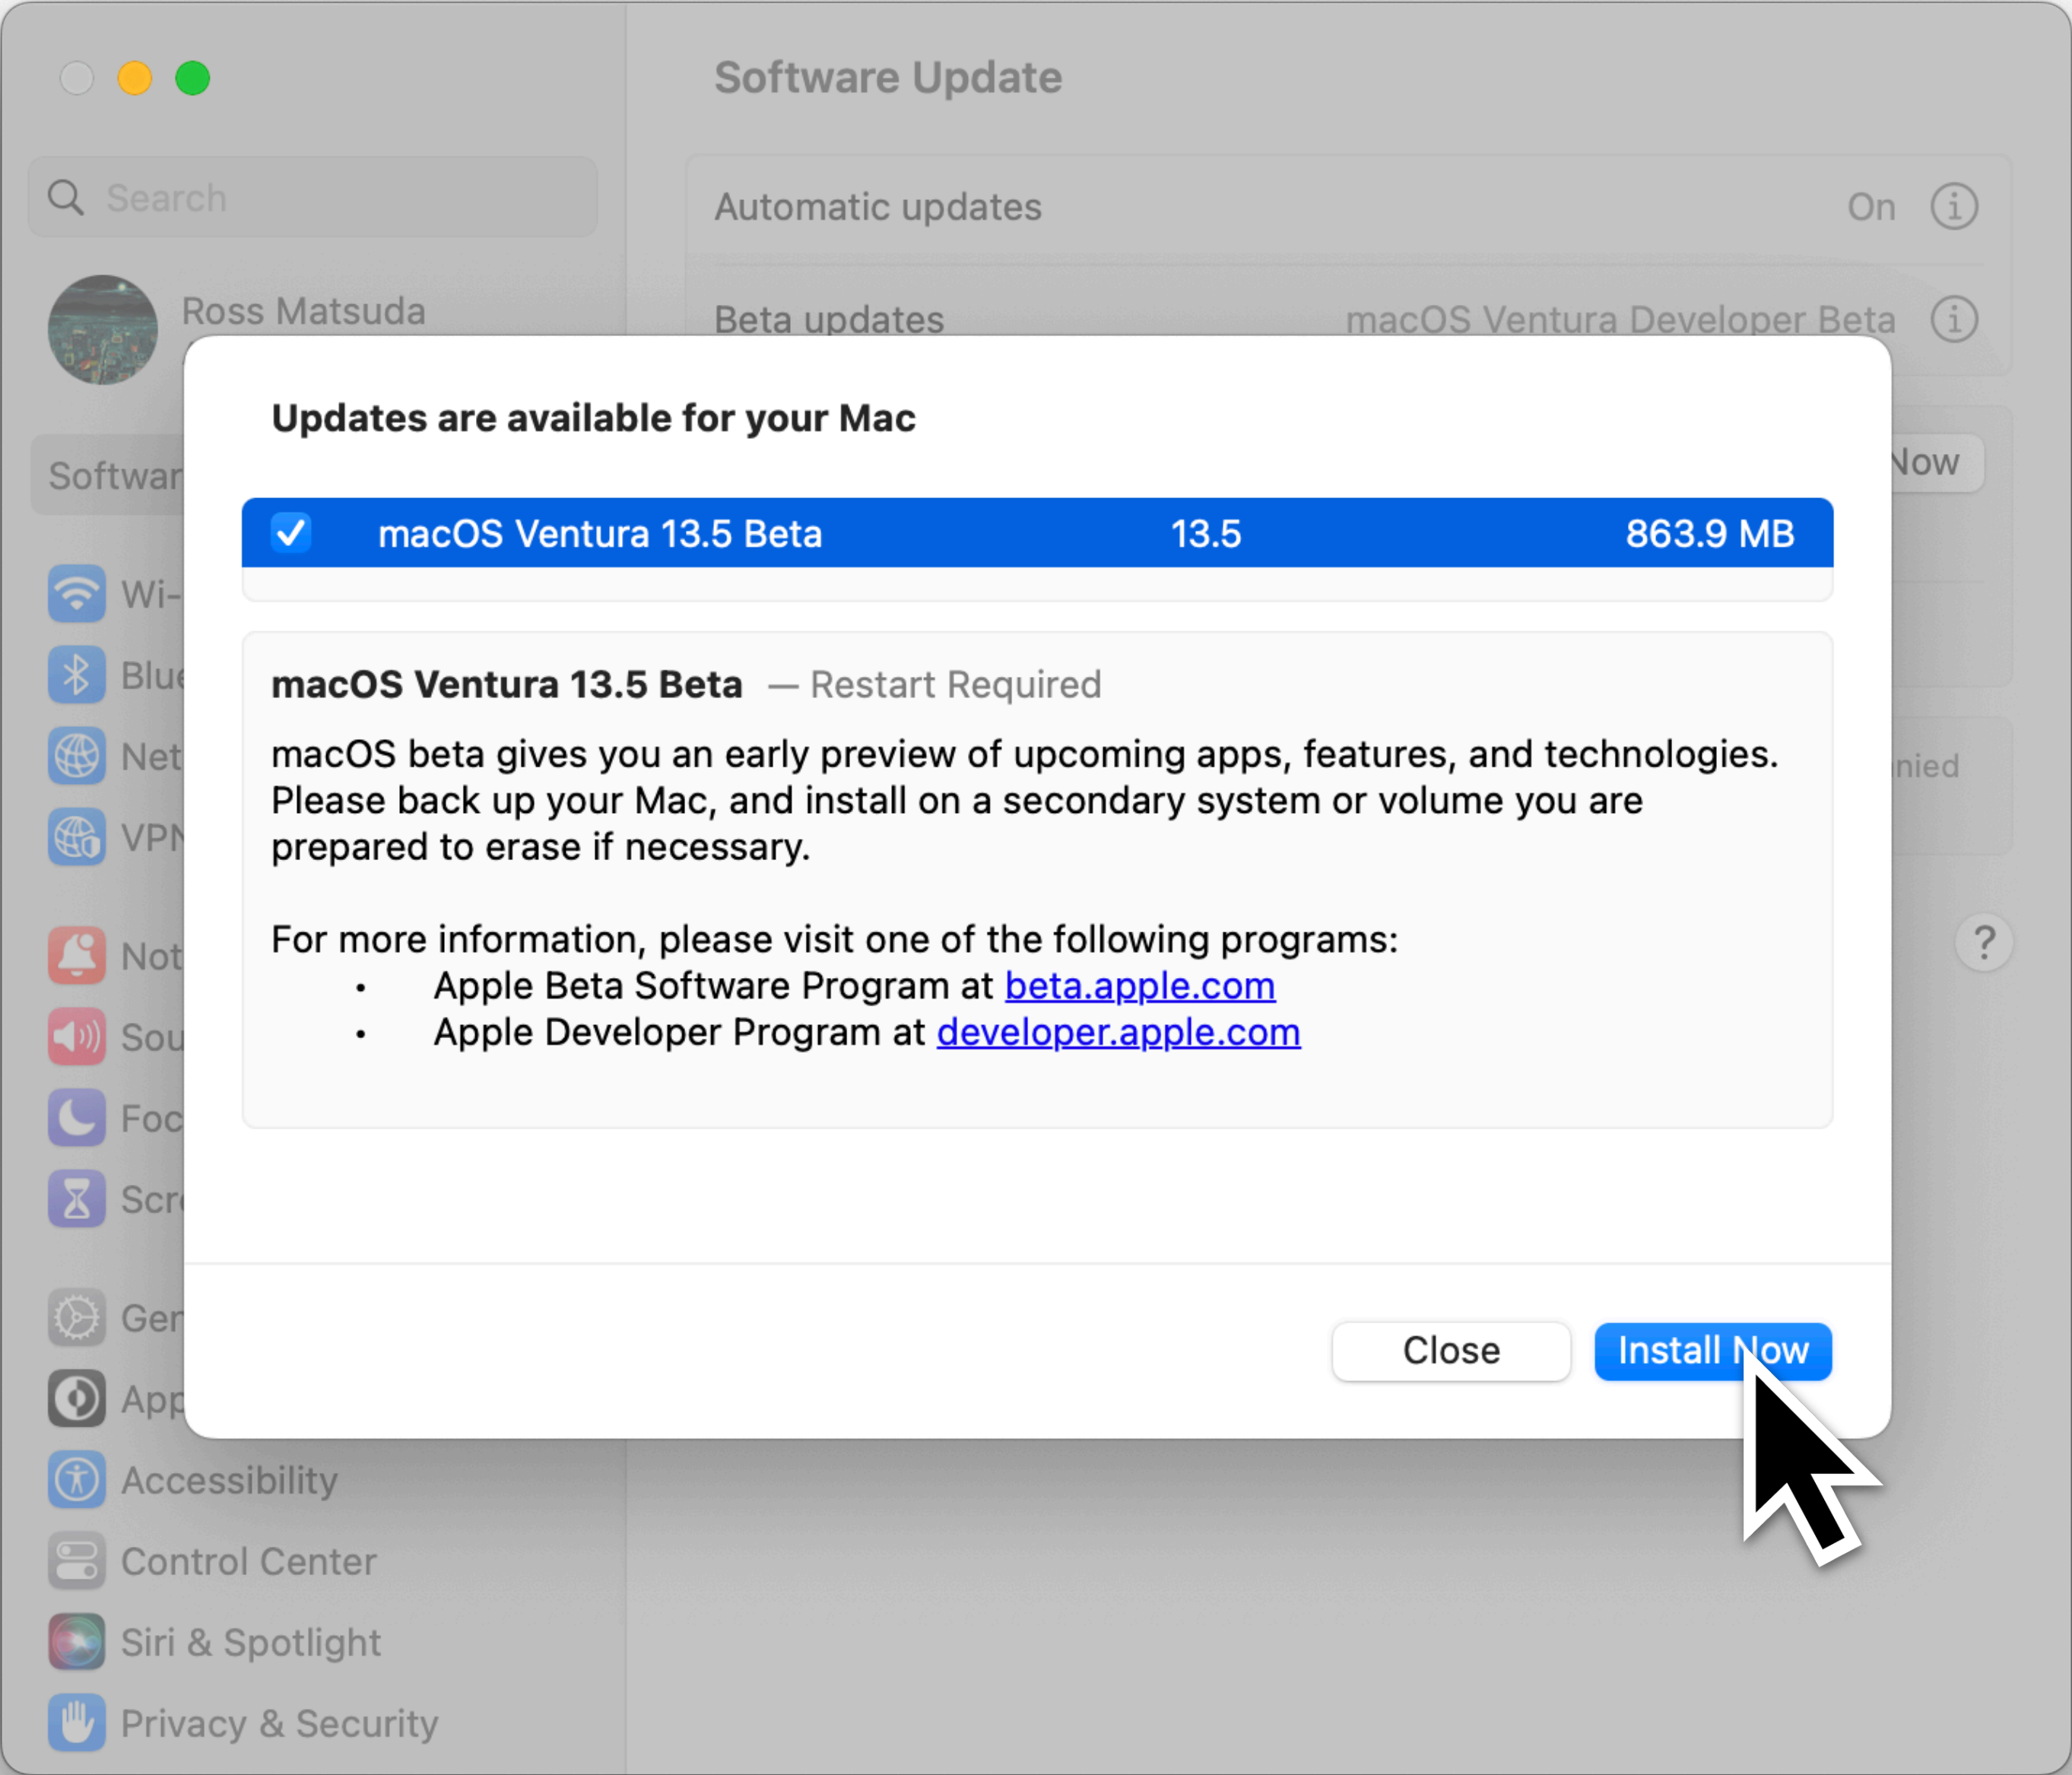 Software Update
Search
Automatic updates On
Ross Matsuda
Beta updates macOS Ventura Developer Beta
Updates are available for your Mac
Now
macOS Ventura 13.5 Beta 13.5 863.9 MB
macOS Ventura 13.5 Beta — Restart Required
macOS beta gives you an early preview of upcoming apps, features, and technologies.
Please back up your Mac, and install on a secondary system or volume you are
prepared to erase if necessary.
For more information, please visit one of the following programs:
• Apple Beta Software Program at beta.apple.com
• Apple Developer Program at developer.apple.com
?
Close Install Now
Accessibility
Control Center
Siri & Spotlight
Privacy & Security